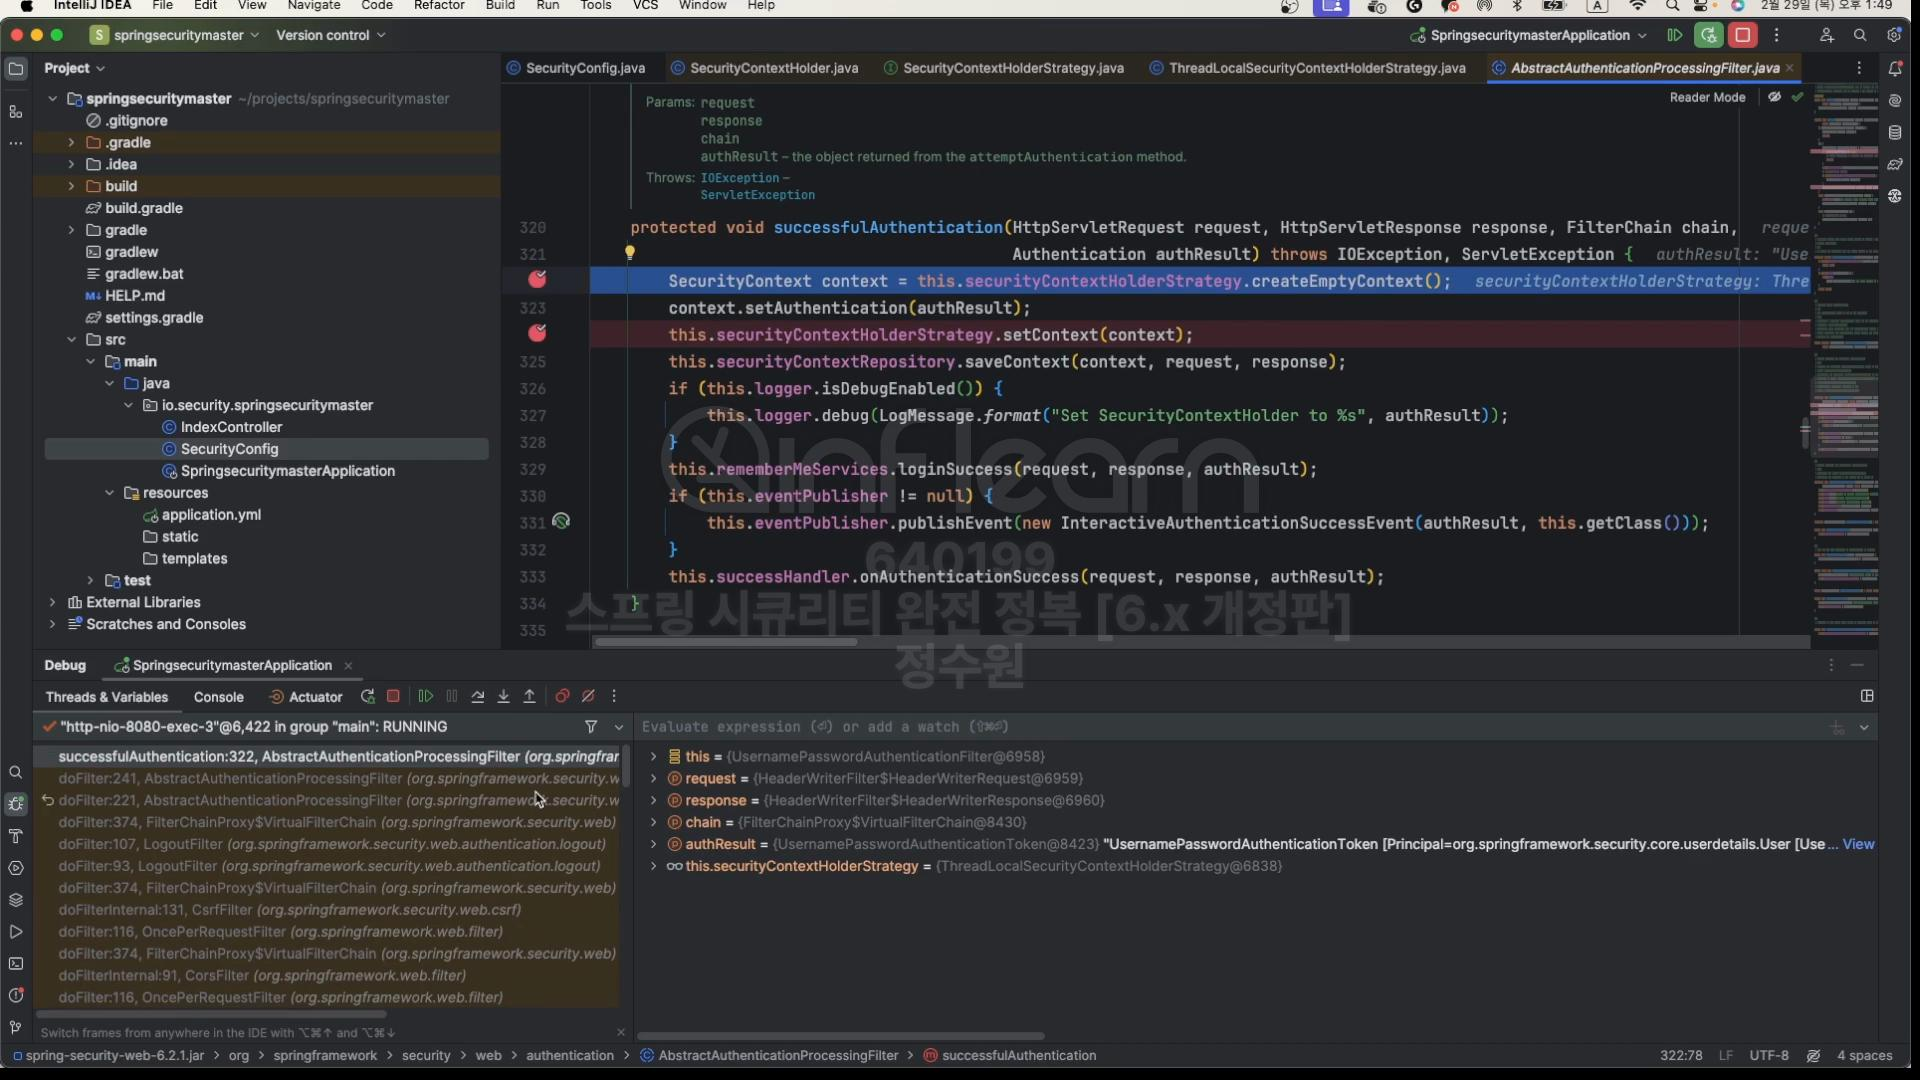 IntelliJ IDEA File Edit View Navigate Code Refactor Build Run Tools VCS Window Help A 2월 29일 (목) 오후 1:49
S springsecuritymaster Version control SpringsecuritymasterApplication
Project
SecurityConfig.java SecurityContextHolder.java SecurityContextHolderStrategy.java ThreadLocalSecurityContextHolderStrategy.java AbstractAuthenticationProcessingFilter.java
Reader Mode
springsecuritymaster ~/projects/springsecuritymaster
.gitignore
.gradle
.idea
build
build.gradle
gradle
gradlew
gradlew.bat
HELP.md
settings.gradle
src
main
java
io.security.springsecuritymaster
IndexController
SecurityConfig
SpringsecuritymasterApplication
resources
application.yml
static
templates
test
External Libraries
Scratches and Consoles
Params: request
response
chain
authResult – the object returned from the attemptAuthentication method.
Throws: IOException –
ServletException
320 protected void successfulAuthentication(HttpServletRequest request, HttpServletResponse response, FilterChain chain, reque
321 Authentication authResult) throws IOException, ServletException { authResult: "Use
SecurityContext context = this.securityContextHolderStrategy.createEmptyContext(); securityContextHolderStrategy: Thre
323 context.setAuthentication(authResult);
this.securityContextHolderStrategy.setContext(context);
325 this.securityContextRepository.saveContext(context, request, response);
326 if (this.logger.isDebugEnabled()) {
327 this.logger.debug(LogMessage.format("Set SecurityContextHolder to %s", authResult));
328 }
329 this.rememberMeServices.loginSuccess(request, response, authResult);
330 if (this.eventPublisher != null) {
331 this.eventPublisher.publishEvent(new InteractiveAuthenticationSuccessEvent(authResult, this.getClass()));
332 }
333 this.successHandler.onAuthenticationSuccess(request, response, authResult);
334 }
335
inflearn
640199
스프링 시큐리티 완전 정복 [6.x 개정판]
정수원
Debug SpringsecuritymasterApplication
Threads & Variables Console Actuator
"http-nio-8080-exec-3"@6,422 in group "main": RUNNING
successfulAuthentication:322, AbstractAuthenticationProcessingFilter (org.springfram
doFilter:241, AbstractAuthenticationProcessingFilter (org.springframework.security.w
doFilter:221, AbstractAuthenticationProcessingFilter (org.springframework.security.w
doFilter:374, FilterChainProxy$VirtualFilterChain (org.springframework.security.web)
doFilter:107, LogoutFilter (org.springframework.security.web.authentication.logout)
doFilter:93, LogoutFilter (org.springframework.security.web.authentication.logout)
doFilter:374, FilterChainProxy$VirtualFilterChain (org.springframework.security.web)
doFilterInternal:131, CsrfFilter (org.springframework.security.web.csrf)
doFilter:116, OncePerRequestFilter (org.springframework.web.filter)
doFilter:374, FilterChainProxy$VirtualFilterChain (org.springframework.security.web)
doFilterInternal:91, CorsFilter (org.springframework.web.filter)
doFilter:116, OncePerRequestFilter (org.springframework.web.filter)
Switch frames from anywhere in the IDE with ⌥⌘↑ and ⌥⌘↓
Evaluate expression (⏎) or add a watch (⇧⌘⏎)
this = {UsernamePasswordAuthenticationFilter@6958}
request = {HeaderWriterFilter$HeaderWriterRequest@6959}
response = {HeaderWriterFilter$HeaderWriterResponse@6960}
chain = {FilterChainProxy$VirtualFilterChain@8430}
authResult = {UsernamePasswordAuthenticationToken@8423} "UsernamePasswordAuthenticationToken [Principal=org.springframework.security.core.userdetails.User [Use... View
this.securityContextHolderStrategy = {ThreadLocalSecurityContextHolderStrategy@6838}
spring-security-web-6.2.1.jar > org > springframework > security > web > authentication > AbstractAuthenticationProcessingFilter > successfulAuthentication 322:78 LF UTF-8 4 spaces